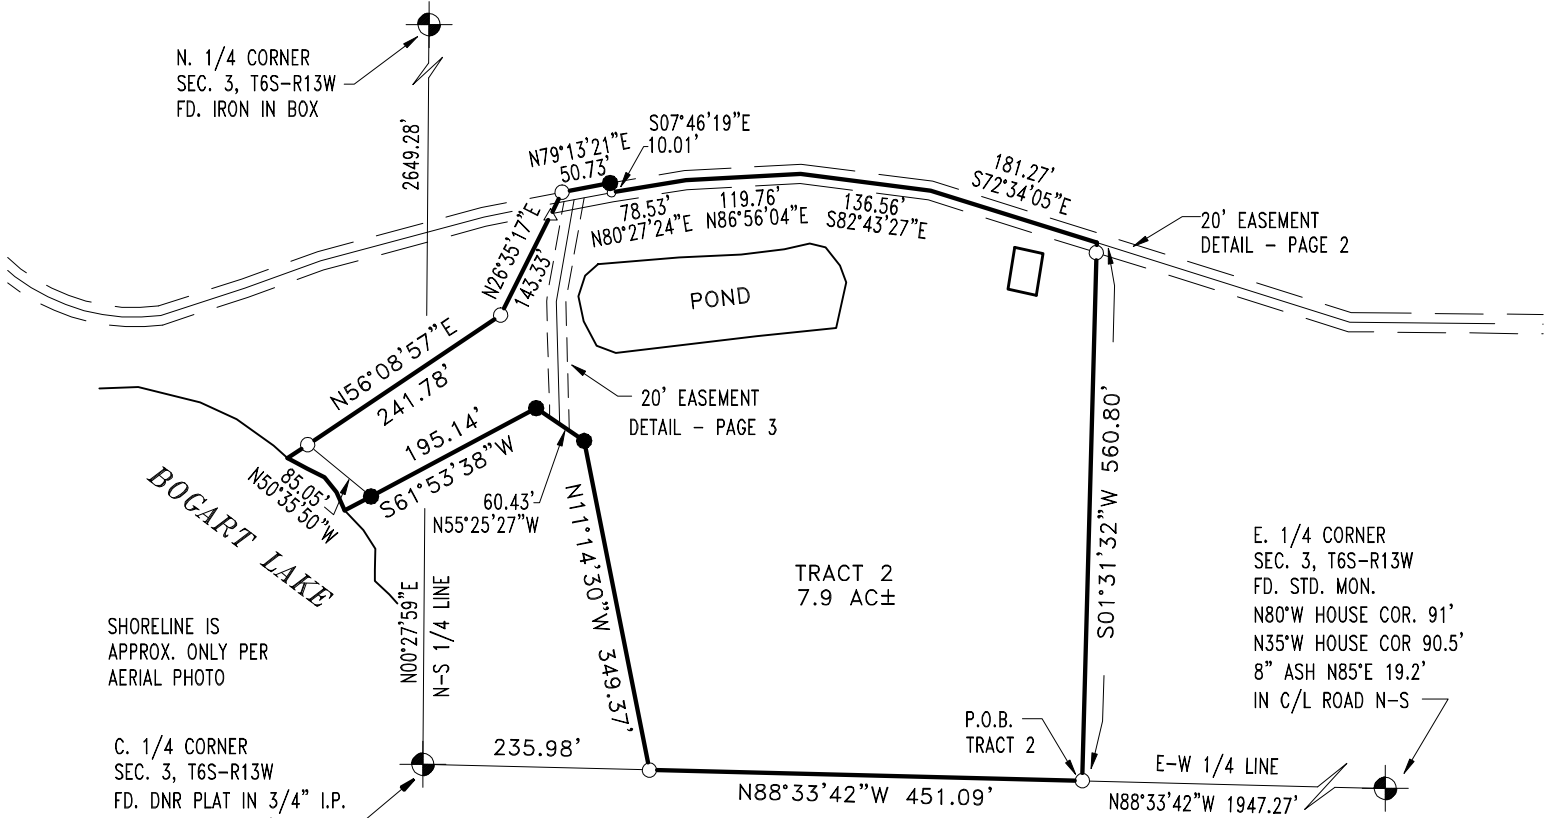 N. 1/4 CORNER
SEC. 3, T6S-R13W
FD. IRON IN BOX
2649.28'
N79°13'21"E
50.73'
S07°46'19"E
10.01'
78.53'
N80°27'24"E
119.76'
N86°56'04"E
136.56'
S82°43'27"E
181.27'
S72°34'05"E
20' EASEMENT
DETAIL - PAGE 2
N26°35'17"E
143.33'
POND
N56°08'57"E
241.78'
20' EASEMENT
DETAIL - PAGE 3
195.14'
S61°53'38"W
85.05'
N50°35'50"W
60.43'
N55°25'27"W
BOGART LAKE
N11°14'30"W 349.37'
S01°31'32"W 560.80'
TRACT 2
7.9 AC±
E. 1/4 CORNER
SEC. 3, T6S-R13W
FD. STD. MON.
N80°W HOUSE COR. 91'
N35°W HOUSE COR 90.5'
8" ASH N85°E 19.2'
IN C/L ROAD N-S
SHORELINE IS
APPROX. ONLY PER
AERIAL PHOTO
N00°27'59"E
N-S 1/4 LINE
C. 1/4 CORNER
SEC. 3, T6S-R13W
FD. DNR PLAT IN 3/4" I.P.
235.98'
P.O.B.
TRACT 2
N88°33'42"W 451.09'
E-W 1/4 LINE
N88°33'42"W 1947.27'